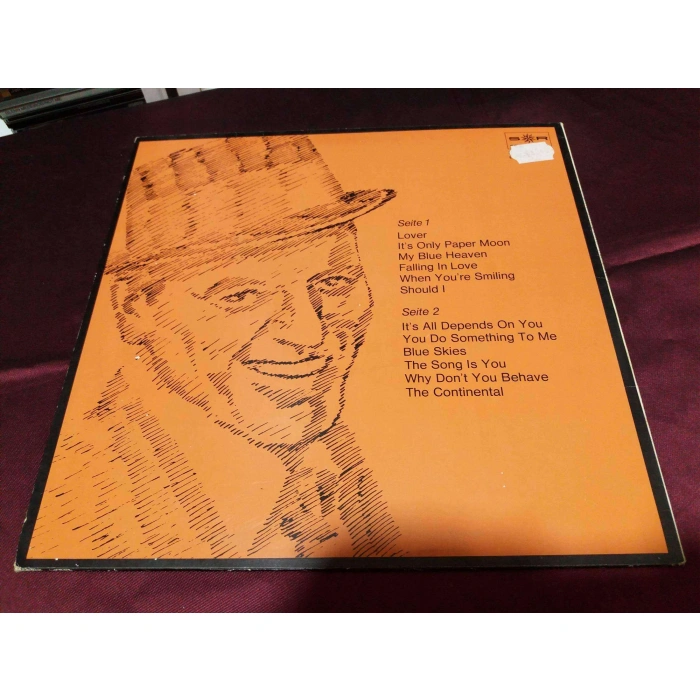 Seite 1
Lover
It's Only Paper Moon
My Blue Heaven
Falling In Love
When You're Smiling
Should I
Seite 2
It's All Depends On You
You Do Something To Me
Blue Skies
The Song Is You
Why Don't You Behave
The Continental